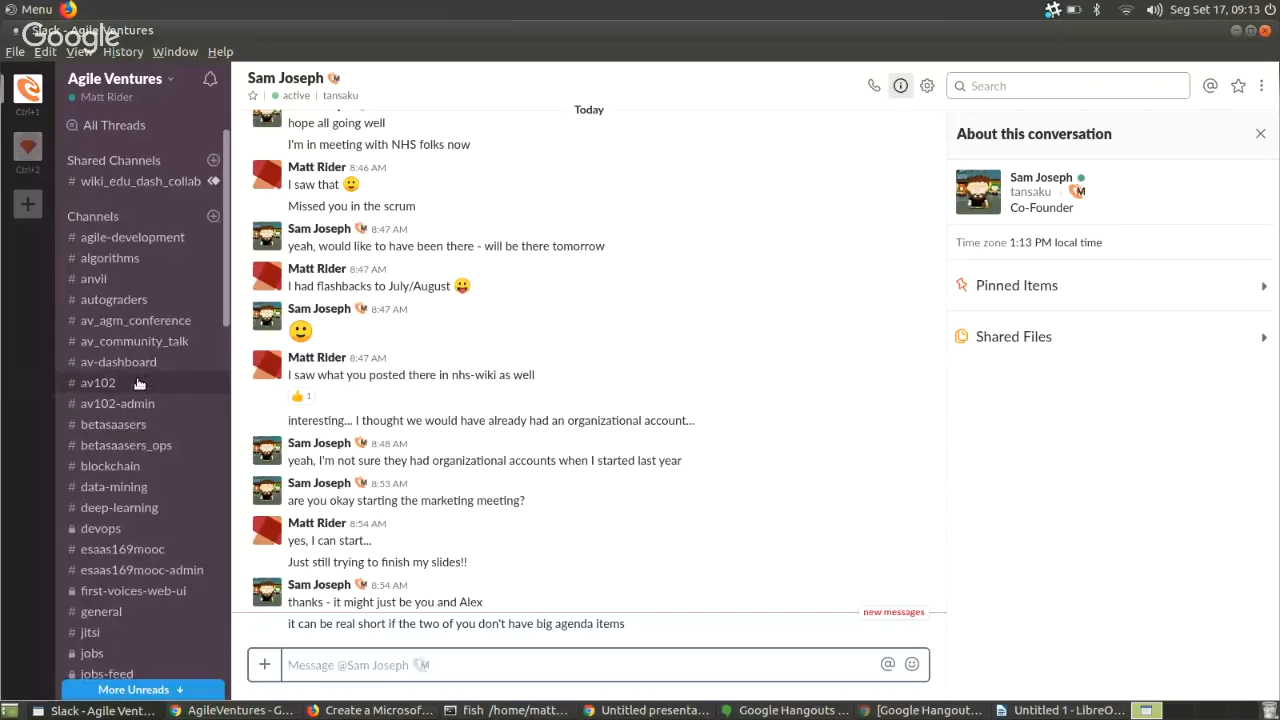 Menu
Seg Set 17, 09:13
Slack - Agile Ventures
Google
File Edit View History Window Help
Ctrl+1
Ctrl+2
Agile Ventures
Matt Rider
All Threads
Shared Channels
# wiki_edu_dash_collab
Channels
# agile-development
# algorithms
# anvil
# autograders
# av_agm_conference
# av_community_talk
# av-dashboard
# av102
# av102-admin
# betasaasers
# betasaasers_ops
# blockchain
# data-mining
# deep-learning
devops
# esaas169mooc
# esaas169mooc-admin
first-voices-web-ui
# general
# jitsi
jobs
jobs-feed
More Unreads
Sam Joseph
active | tansaku
Search
Today
hope all going well
I'm in meeting with NHS folks now
Matt Rider 8:46 AM
I saw that
Missed you in the scrum
Sam Joseph 8:47 AM
yeah, would like to have been there - will be there tomorrow
Matt Rider 8:47 AM
I had flashbacks to July/August
Sam Joseph 8:47 AM
Matt Rider 8:47 AM
I saw what you posted there in nhs-wiki as well
1
interesting... I thought we would have already had an organizational account...
Sam Joseph 8:48 AM
yeah, I'm not sure they had organizational accounts when I started last year
Sam Joseph 8:53 AM
are you okay starting the marketing meeting?
Matt Rider 8:54 AM
yes, I can start...
Just still trying to finish my slides!!
Sam Joseph 8:54 AM
thanks - it might just be you and Alex
new messages
it can be real short if the two of you don't have big agenda items
Message @Sam Joseph
About this conversation
Sam Joseph
tansaku
Co-Founder
Time zone 1:13 PM local time
Pinned Items
Shared Files
Slack - Agile Ven...
AgileVentures - G...
Create a Microsof...
fish /home/matt...
Untitled presenta...
Google Hangouts ...
[Google Hangout...
Untitled 1 - LibreO...